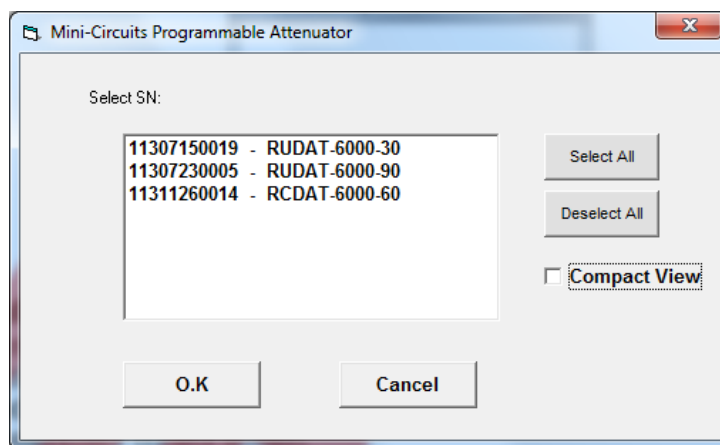 Mini-Circuits Programmable Attenuator
Select SN:
11307150019 - RUDAT-6000-30
11307230005 - RUDAT-6000-90
11311260014 - RCDAT-6000-60
Select All
Deselect All
Compact View
O.K
Cancel